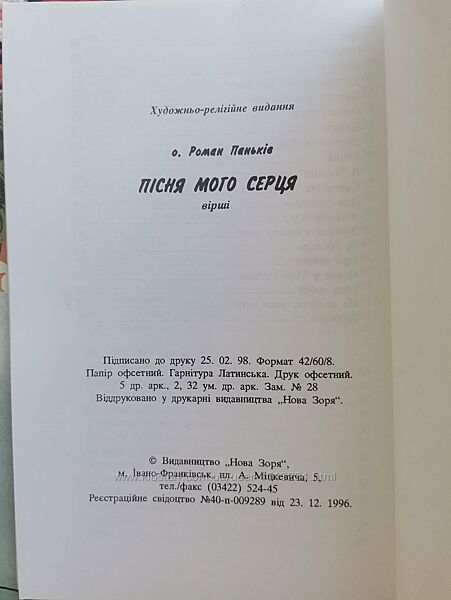 Художньо-релігійне видання
о. Роман Паньків
ПІСНЯ МОГО СЕРЦЯ
вірші
Підписано до друку 25. 02. 98. Формат 42/60/8.
Папір офсетний. Гарнітура Латинська. Друк офсетний.
5 др. арк., 2, 32 ум. др. арк. Зам. № 28
Віддруковано у друкарні видавництва „Нова Зоря“.
© Видавництво „Нова Зоря“,
м. Івано-Франківськ, пл. А. Міцкевича, 5,
тел./факс (03422) 524-45
Реєстраційне свідоцтво №40-п-009289 від 23. 12. 1996.